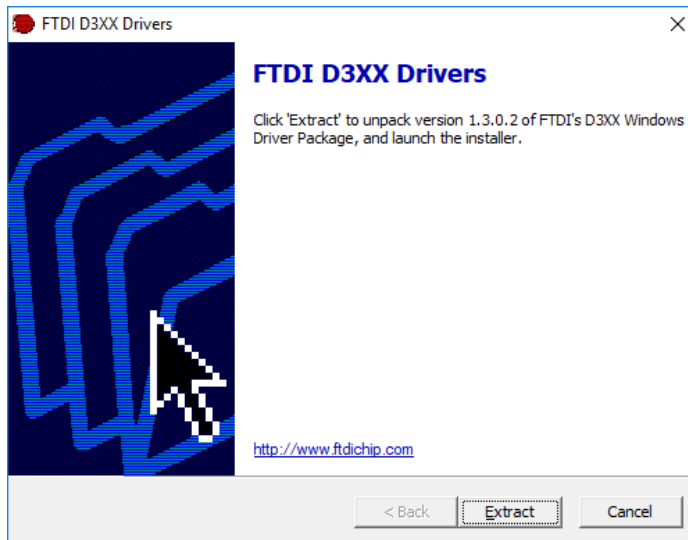 FTDI D3XX Drivers
FTDI D3XX Drivers
Click 'Extract' to unpack version 1.3.0.2 of FTDI's D3XX Windows
Driver Package, and launch the installer.
http://www.ftdichip.com
< Back
Extract
Cancel